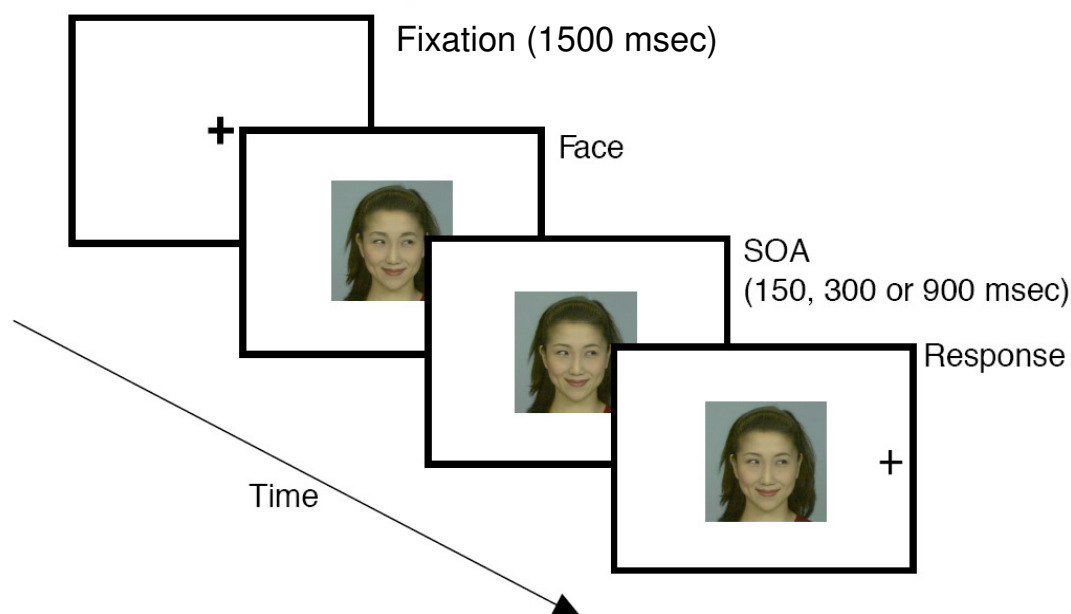 Fixation (1500 msec)
Face
SOA
(150, 300 or 900 msec)
Response
Time